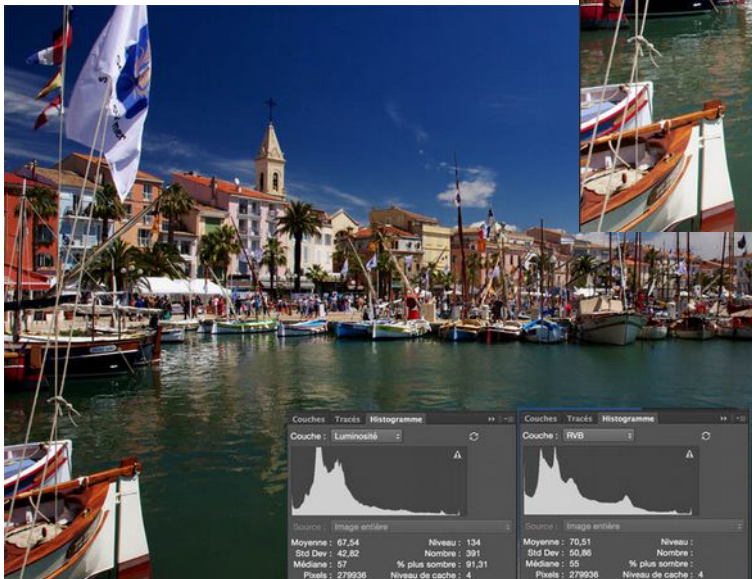 Couches Tracés Histogramme
Couche : Luminosité
Source : Image entière
Moyenne : 67,54 Niveau : 134
Std Dev : 42,82 Nombre : 391
Médiane : 57 % plus sombre : 91,31
Pixels : 279936 Niveau de cache : 4
Couches Tracés Histogramme
Couche : RVB
Source : Image entière
Moyenne : 70,51 Niveau :
Std Dev : 50,86 Nombre :
Médiane : 55 % plus sombre :
Pixels : 279936 Niveau de cache : 4